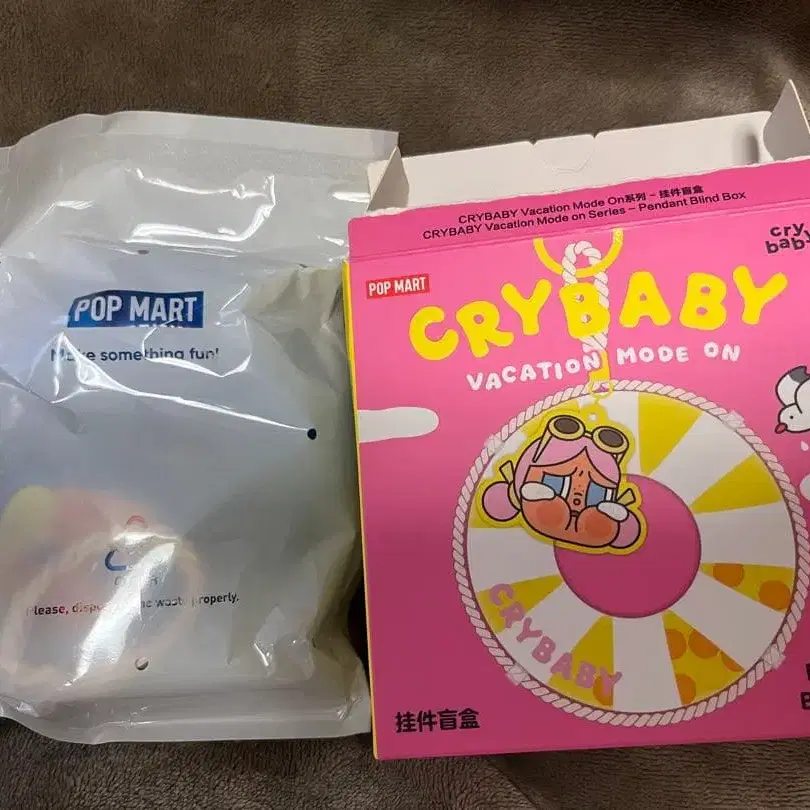 POP MART
Make something fun!
Please, dispose the waste properly.
CRYBABY Vacation Mode On系列 - 挂件盲盒
CRYBABY Vacation Mode on Series - Pendant Blind Box
cry
baby
POP MART
CRYBABY
VACATION MODE ON
CRYBABY
挂件盲盒